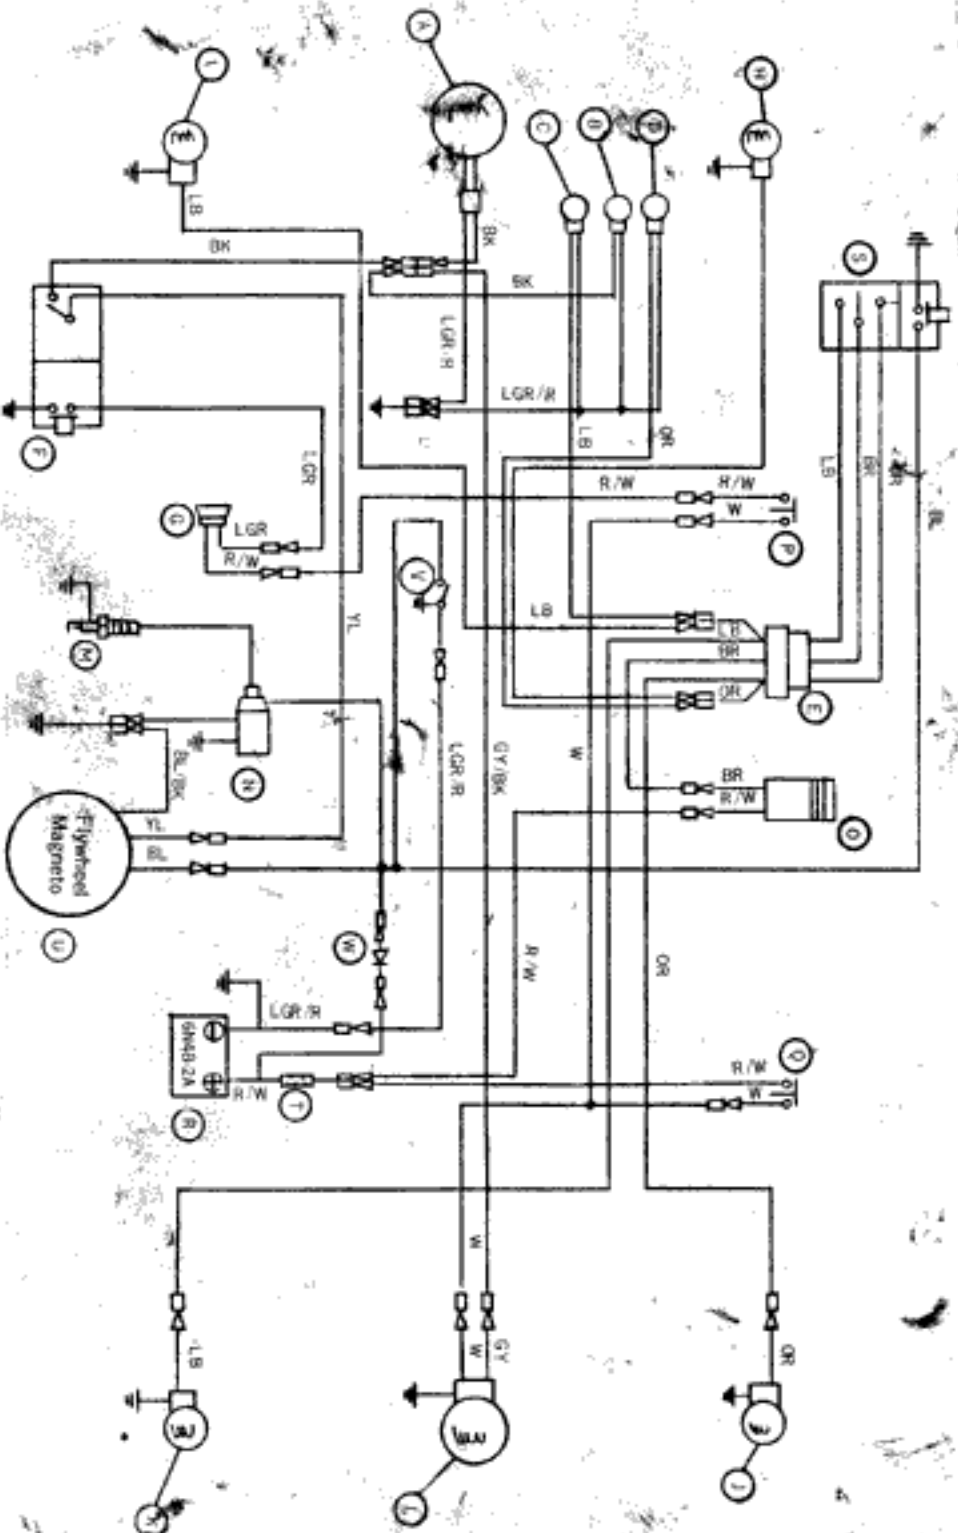 A
I
C
B
D
H
S
LB
BK
BK
BK
LGR/R
LGR/R
LB
OR
F
LGR
R/W
R/W
W
P
LB
BR
BR
BL
G
LGR
R/W
V
M
YL
LB
LB
BR
OR
E
N
BL/BK
LGR/R
GY/BK
W
BR
R/W
O
Flywheel
Magneto
YL
BL
U
W
R/W
OR
LGR/R
6N4B-2A
R/W
R
T
Q
R/W
W
W
LB
W
GY
OR
K
L
J